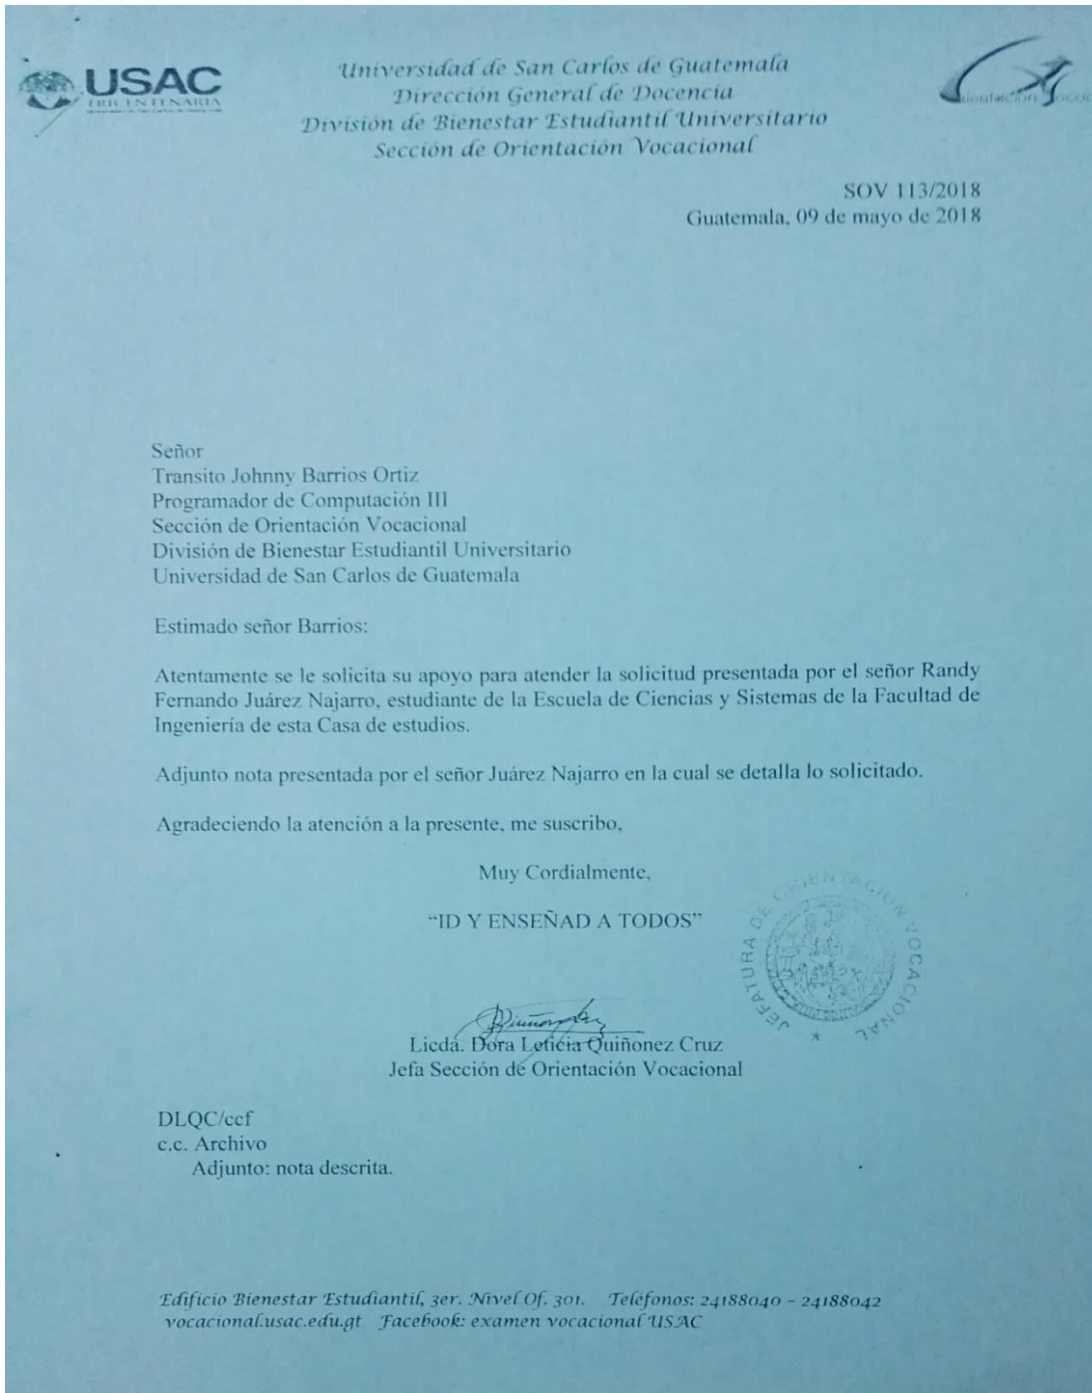 USAC
TRICENTENARIA
Universidad de San Carlos de Guatemala
Dirección General de Docencia
División de Bienestar Estudiantil Universitario
Sección de Orientación Vocacional
SOV 113/2018
Guatemala, 09 de mayo de 2018
Señor
Transito Johnny Barrios Ortiz
Programador de Computación III
Sección de Orientación Vocacional
División de Bienestar Estudiantil Universitario
Universidad de San Carlos de Guatemala
Estimado señor Barrios:
Atentamente se le solicita su apoyo para atender la solicitud presentada por el señor Randy
Fernando Juárez Najarro, estudiante de la Escuela de Ciencias y Sistemas de la Facultad de
Ingeniería de esta Casa de estudios.
Adjunto nota presentada por el señor Juárez Najarro en la cual se detalla lo solicitado.
Agradeciendo la atención a la presente, me suscribo,
Muy Cordialmente,
“ID Y ENSEÑAD A TODOS”
JEFATURA DE ORIENTACION VOCACIONAL
Licda. Dora Leticia Quiñonez Cruz
Jefa Sección de Orientación Vocacional
DLQC/ccf
c.c. Archivo
Adjunto: nota descrita.
Edificio Bienestar Estudiantil, 3er. Nivel Of. 301. Teléfonos: 24188040 - 24188042
vocacional.usac.edu.gt Facebook: examen vocacional USAC